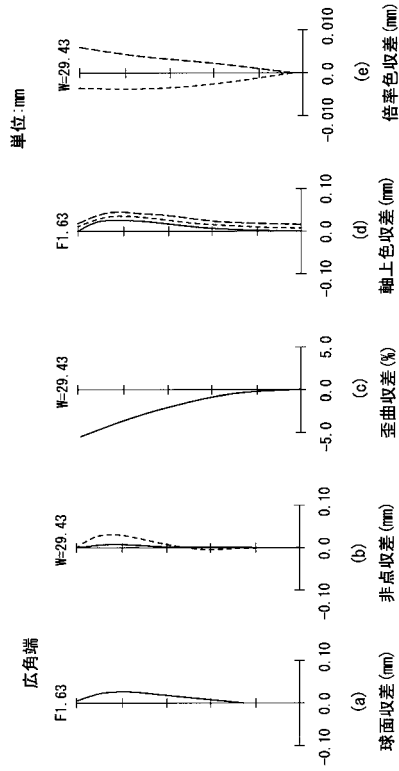 広角端
単位:mm
F1.63
-0.10 0.0 0.10
(a)
球面収差(mm)
W=29.43
-0.10 0.0 0.10
(b)
非点収差(mm)
W=29.43
-5.0 0.0 5.0
(c)
歪曲収差(%)
F1.63
-0.10 0.0 0.10
(d)
軸上色収差(mm)
W=29.43
-0.010 0.0 0.010
(e)
倍率色収差(mm)